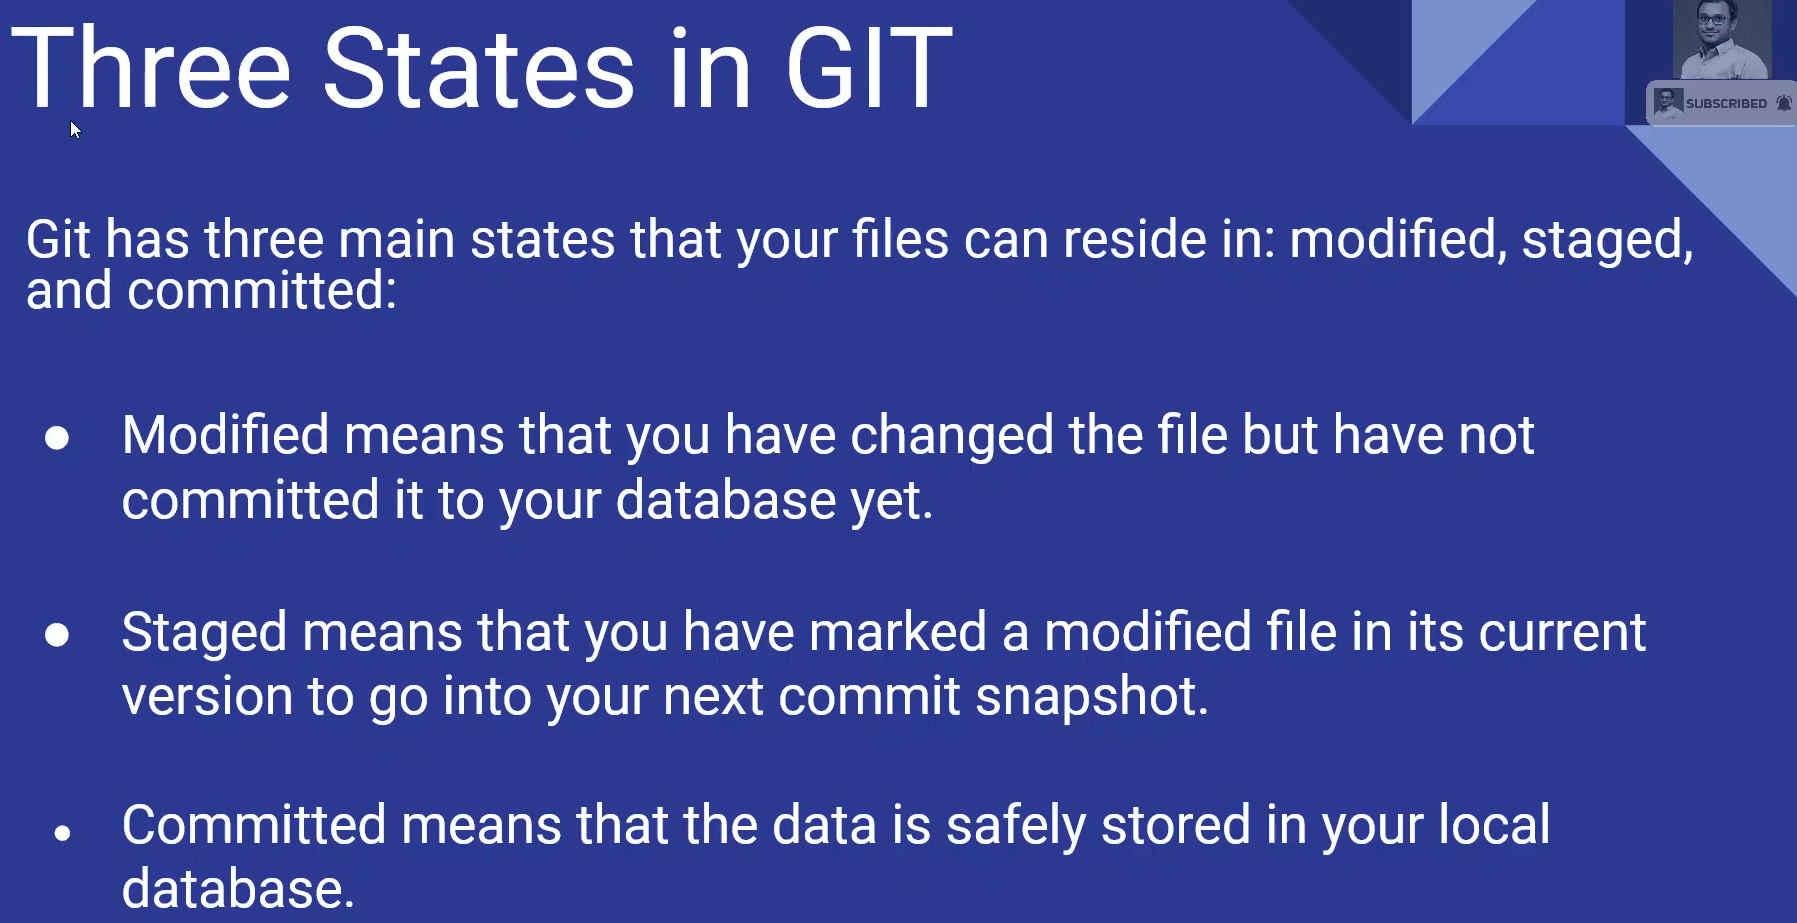 Three States in GIT
SUBSCRIBED
Git has three main states that your files can reside in: modified, staged,
and committed:
● Modified means that you have changed the file but have not
committed it to your database yet.
● Staged means that you have marked a modified file in its current
version to go into your next commit snapshot.
● Committed means that the data is safely stored in your local
database.